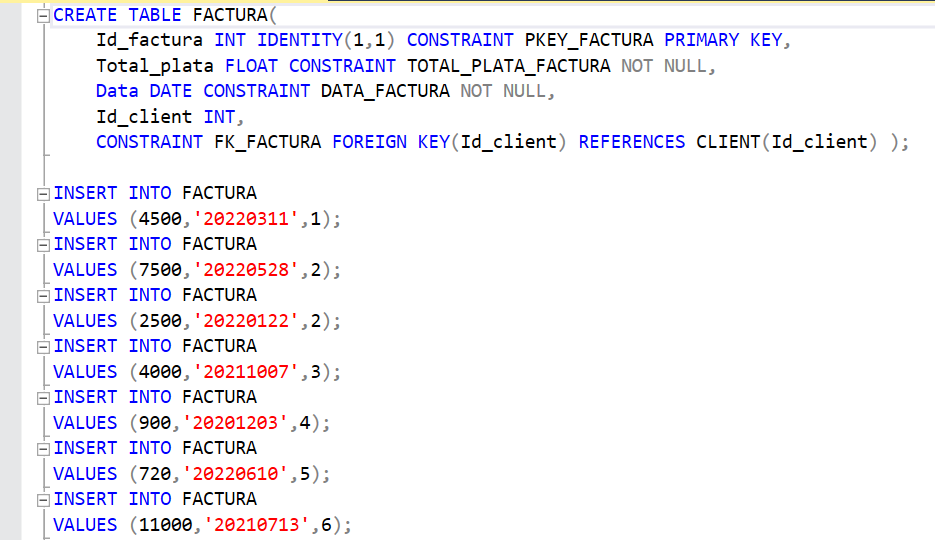 CREATE TABLE FACTURA(
Id_factura INT IDENTITY(1,1) CONSTRAINT PKEY_FACTURA PRIMARY KEY,
Total_plata FLOAT CONSTRAINT TOTAL_PLATA_FACTURA NOT NULL,
Data DATE CONSTRAINT DATA_FACTURA NOT NULL,
Id_client INT,
CONSTRAINT FK_FACTURA FOREIGN KEY(Id_client) REFERENCES CLIENT(Id_client) );
INSERT INTO FACTURA
VALUES (4500,'20220311',1);
INSERT INTO FACTURA
VALUES (7500,'20220528',2);
INSERT INTO FACTURA
VALUES (2500,'20220122',2);
INSERT INTO FACTURA
VALUES (4000,'20211007',3);
INSERT INTO FACTURA
VALUES (900,'20201203',4);
INSERT INTO FACTURA
VALUES (720,'20220610',5);
INSERT INTO FACTURA
VALUES (11000,'20210713',6);